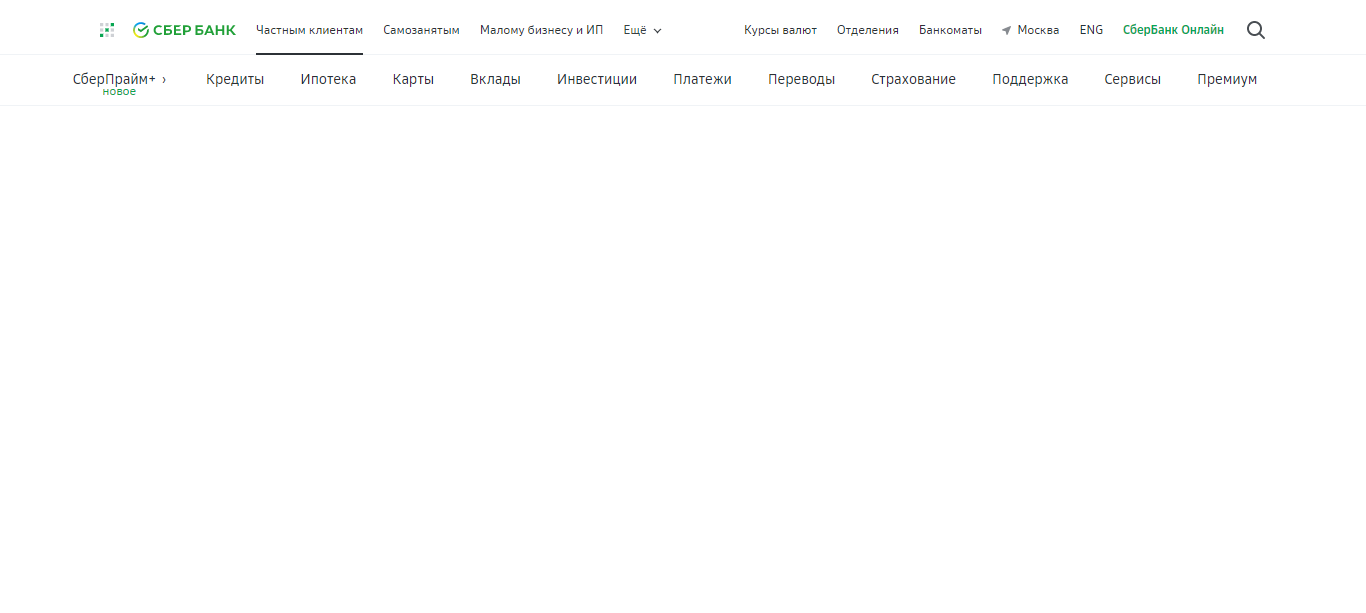 СБЕР БАНК Частным клиентам Самозанятым Малому бизнесу и ИП Ещё Курсы валют Отделения Банкоматы Москва ENG СберБанк Онлайн
СберПрайм+ › Кредиты Ипотека Карты Вклады Инвестиции Платежи Переводы Страхование Поддержка Сервисы Премиум
новое